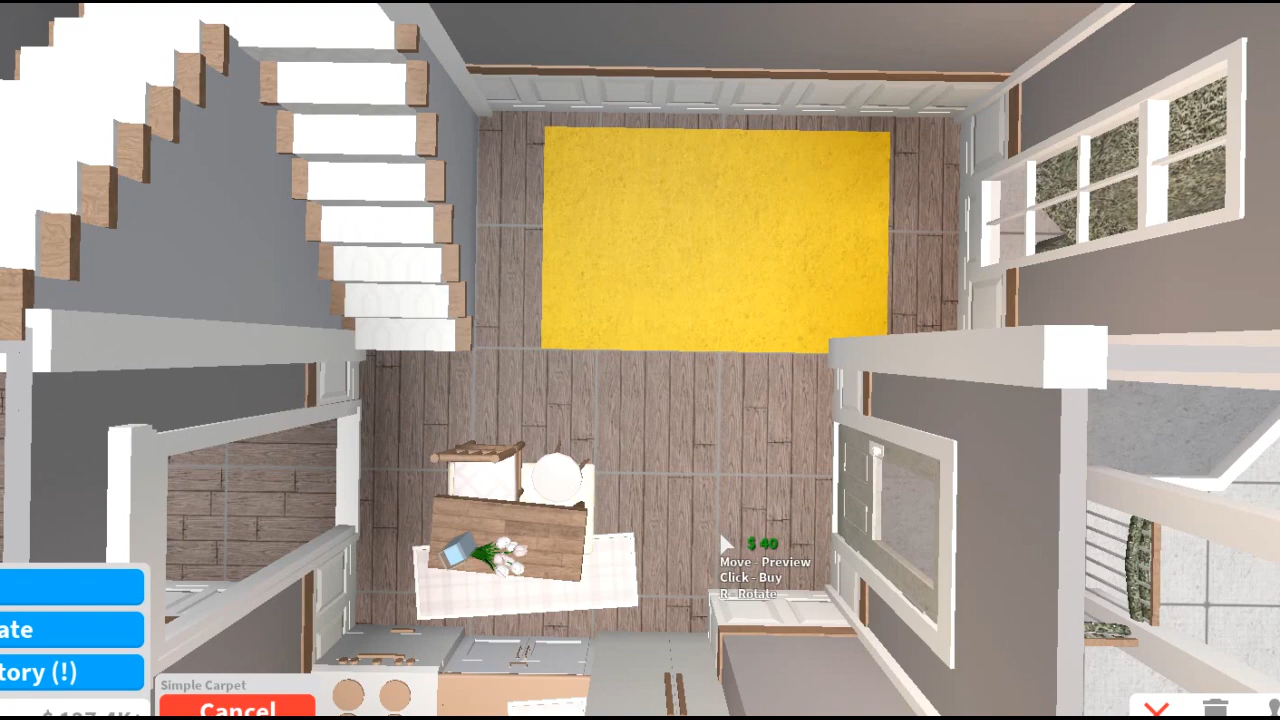 $ 40
Move - Preview
Click - Buy
R - Rotate
ate
tory (!)
Simple Carpet
Cancel